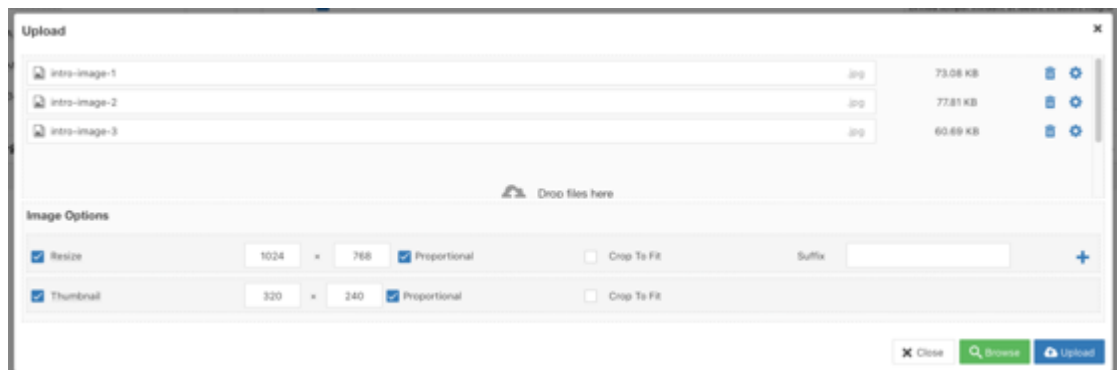 Upload
intro-image-1 .jpg 73.08 KB
intro-image-2 .jpg 77.81 KB
intro-image-3 .jpg 60.69 KB
Drop files here
Image Options
Resize 1024 × 768 Proportional Crop To Fit Suffix
Thumbnail 320 × 240 Proportional Crop To Fit
Close Browse Upload